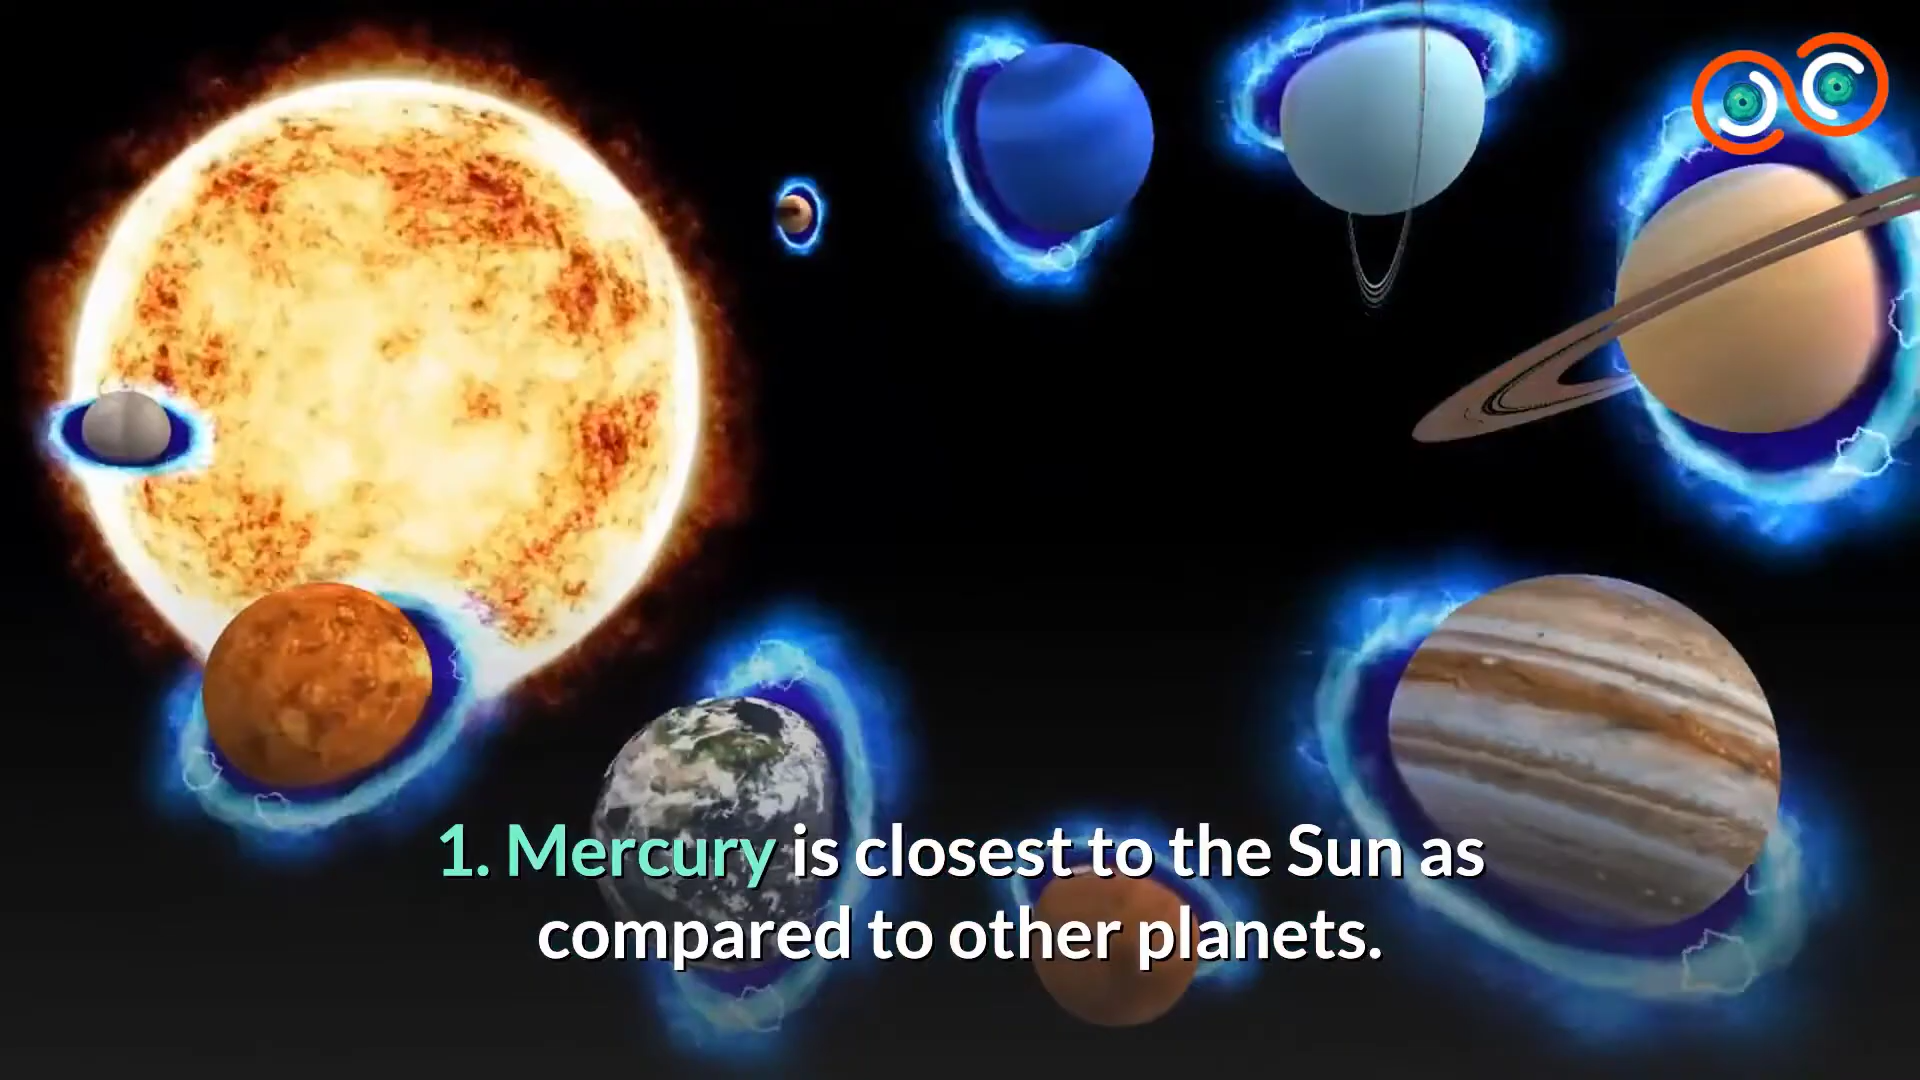 1. Mercury is closest to the Sun as
compared to other planets.